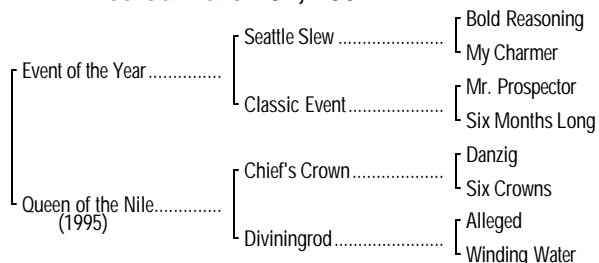 Bold Reasoning
Seattle Slew ......................
My Charmer
Event of the Year ...............
Mr. Prospector
Classic Event ....................
Six Months Long
Danzig
Chief's Crown ...................
Six Crowns
Queen of the Nile ..............
(1995)
Alleged
Diviningrod .......................
Winding Water